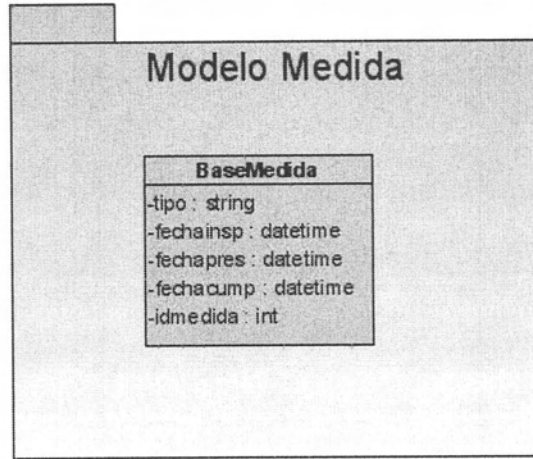 Modelo Medida
BaseMedida
-tipo : string
-fechainsp : datetime
-fechapres : datetime
-fechacump : datetime
-idmedida : int